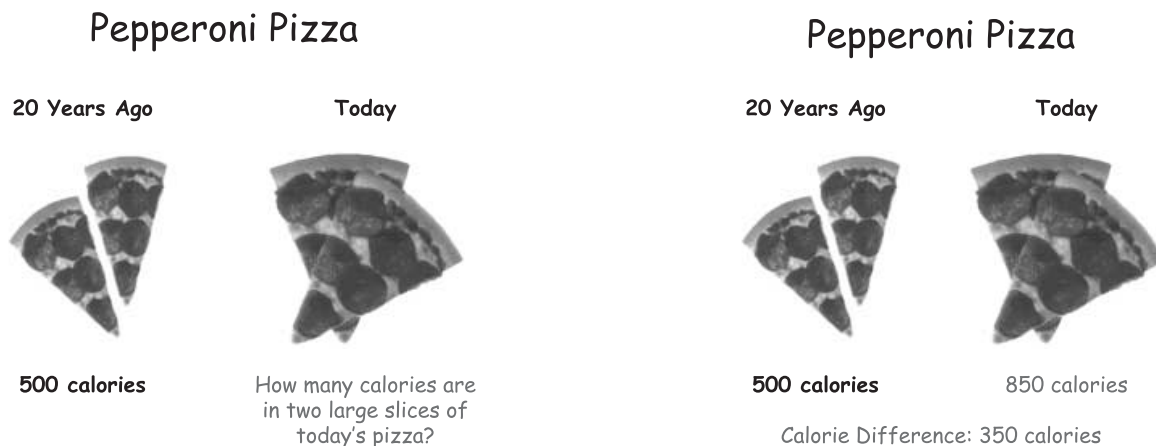 Pepperoni Pizza
20 Years Ago
Today
500 calories
How many calories are
in two large slices of
today's pizza?
Pepperoni Pizza
20 Years Ago
Today
500 calories
850 calories
Calorie Difference: 350 calories